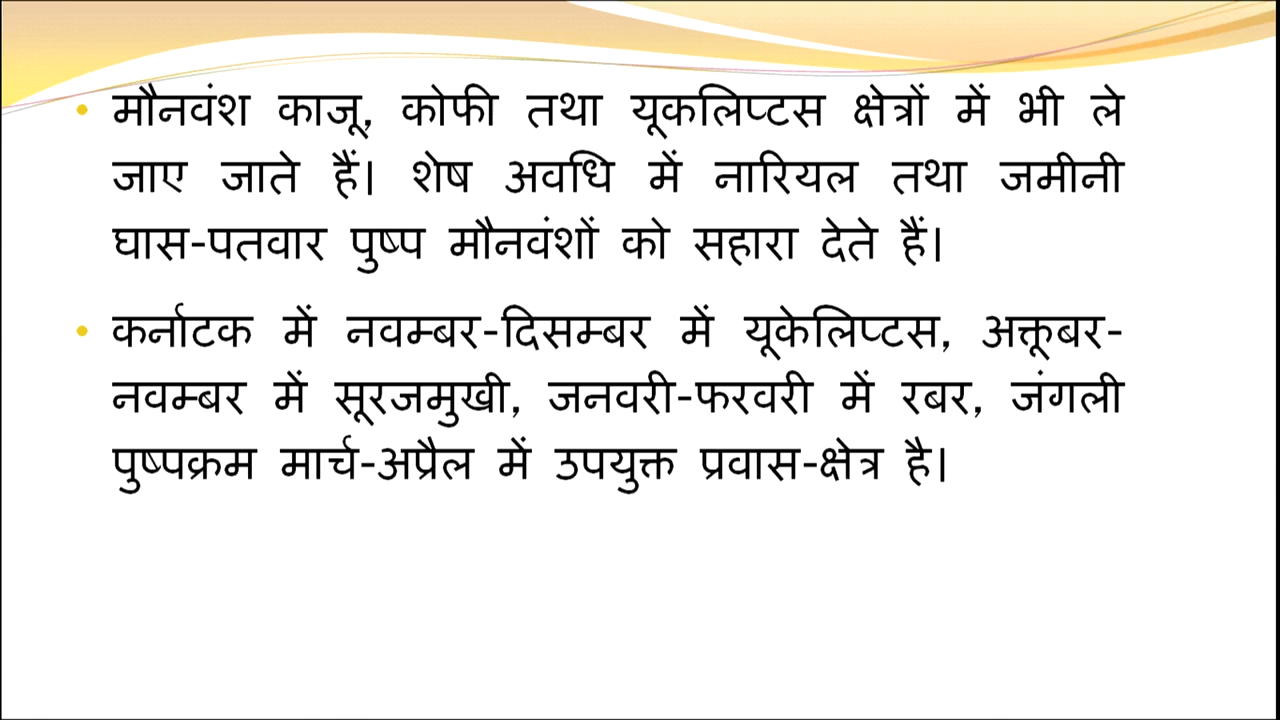 • मौनवंश काजू, कोफी तथा यूकलिप्टस क्षेत्रों में भी ले
जाए जाते हैं। शेष अवधि में नारियल तथा जमीनी
घास-पतवार पुष्प मौनवंशों को सहारा देते हैं।
• कर्नाटक में नवम्बर-दिसम्बर में यूकेलिप्टस, अक्तूबर-
नवम्बर में सूरजमुखी, जनवरी-फरवरी में रबर, जंगली
पुष्पक्रम मार्च-अप्रैल में उपयुक्त प्रवास-क्षेत्र है।